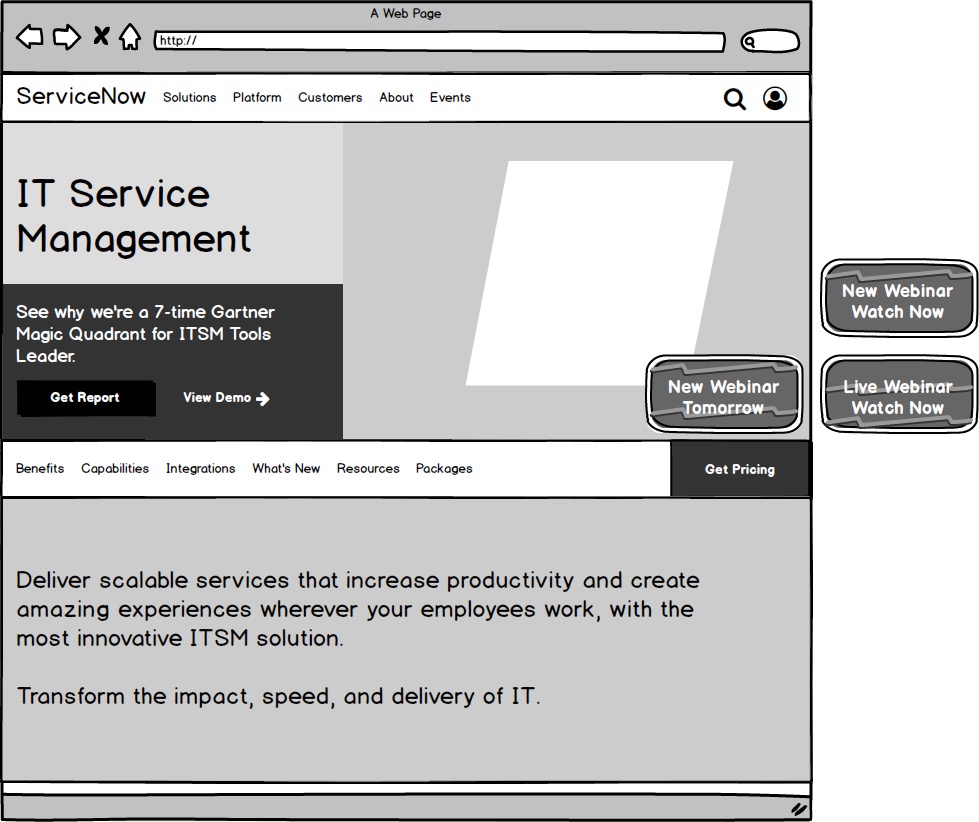 A Web Page
http://
ServiceNow Solutions Platform Customers About Events
IT Service
Management
See why we're a 7-time Gartner
Magic Quadrant for ITSM Tools
Leader.
Get Report View Demo
New Webinar
Tomorrow
New Webinar
Watch Now
Live Webinar
Watch Now
Benefits Capabilities Integrations What's New Resources Packages Get Pricing
Deliver scalable services that increase productivity and create
amazing experiences wherever your employees work, with the
most innovative ITSM solution.
Transform the impact, speed, and delivery of IT.